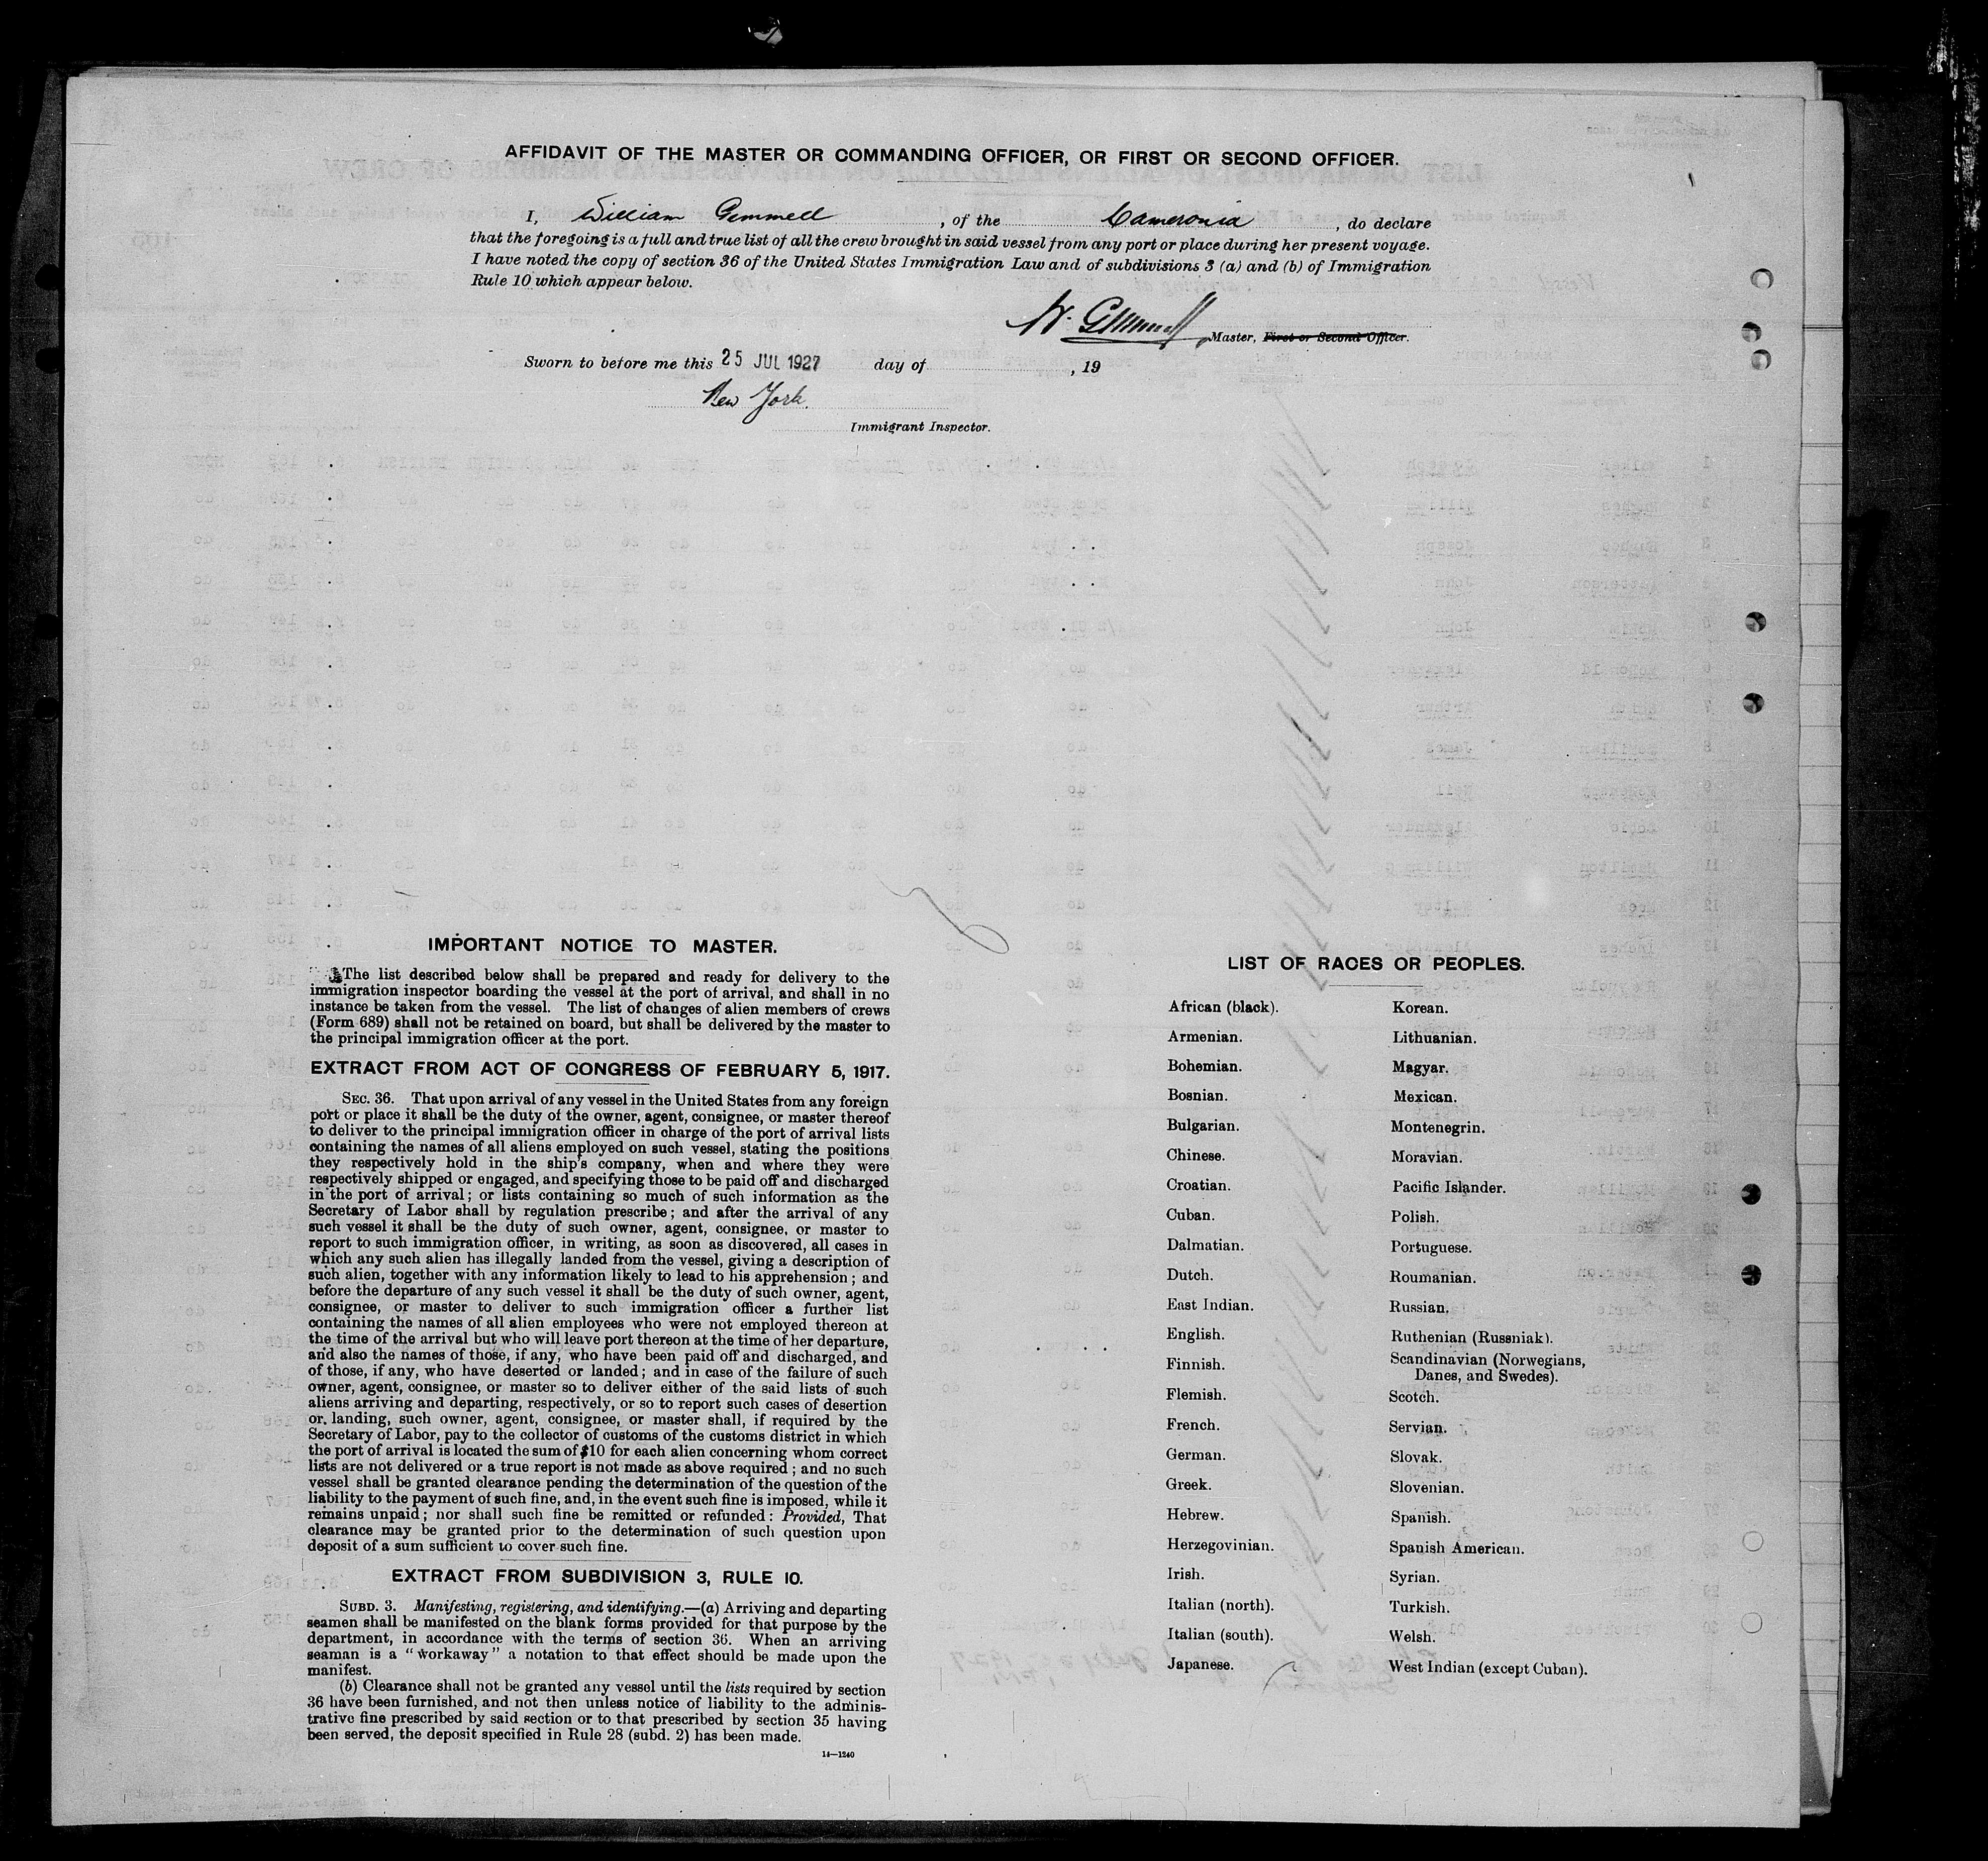 AFFIDAVIT OF THE MASTER OR COMMANDING OFFICER, OR FIRST OR SECOND OFFICER.
I, William Gemmell, of the Cameronia, do declare
that the foregoing is a full and true list of all the crew brought in said vessel from any port or place during her present voyage.
I have noted the copy of section 36 of the United States Immigration Law and of subdivisions 3 (a) and (b) of Immigration
Rule 10 which appear below.
W. Gemmell, Master, First or Second Officer.
Sworn to before me this 25 JUL 1927 day of , 19
New York.
Immigrant Inspector.
IMPORTANT NOTICE TO MASTER.
The list described below shall be prepared and ready for delivery to the
immigration inspector boarding the vessel at the port of arrival, and shall in no
instance be taken from the vessel. The list of changes of alien members of crews
(Form 689) shall not be retained on board, but shall be delivered by the master to
the principal immigration officer at the port.
EXTRACT FROM ACT OF CONGRESS OF FEBRUARY 5, 1917.
SEC. 36. That upon arrival of any vessel in the United States from any foreign
port or place it shall be the duty of the owner, agent, consignee, or master thereof
to deliver to the principal immigration officer in charge of the port of arrival lists
containing the names of all aliens employed on such vessel, stating the positions
they respectively hold in the ship's company, when and where they were
respectively shipped or engaged, and specifying those to be paid off and discharged
in the port of arrival; or lists containing so much of such information as the
Secretary of Labor shall by regulation prescribe; and after the arrival of any
such vessel it shall be the duty of such owner, agent, consignee, or master to
report to such immigration officer, in writing, as soon as discovered, all cases in
which any such alien has illegally landed from the vessel, giving a description of
such alien, together with any information likely to lead to his apprehension; and
before the departure of any such vessel it shall be the duty of such owner, agent,
consignee, or master to deliver to such immigration officer a further list
containing the names of all alien employees who were not employed thereon at
the time of the arrival but who will leave port thereon at the time of her departure,
and also the names of those, if any, who have been paid off and discharged, and
of those, if any, who have deserted or landed; and in case of the failure of such
owner, agent, consignee, or master so to deliver either of the said lists of such
aliens arriving and departing, respectively, or so to report such cases of desertion
or landing, such owner, agent, consignee, or master shall, if required by the
Secretary of Labor, pay to the collector of customs of the customs district in which
the port of arrival is located the sum of $10 for each alien concerning whom correct
lists are not delivered or a true report is not made as above required; and no such
vessel shall be granted clearance pending the determination of the question of the
liability to the payment of such fine, and, in the event such fine is imposed, while it
remains unpaid; nor shall such fine be remitted or refunded: Provided, That
clearance may be granted prior to the determination of such question upon
deposit of a sum sufficient to cover such fine.
EXTRACT FROM SUBDIVISION 3, RULE 10.
SUBD. 3. Manifesting, registering, and identifying.—(a) Arriving and departing
seamen shall be manifested on the blank forms provided for that purpose by the
department, in accordance with the terms of section 36. When an arriving
seaman is a "workaway" a notation to that effect should be made upon the
manifest.
(b) Clearance shall not be granted any vessel until the lists required by section
36 have been furnished, and not then unless notice of liability to the adminis-
trative fine prescribed by said section or to that prescribed by section 35 having
been served, the deposit specified in Rule 28 (subd. 2) has been made.
14—1240
LIST OF RACES OR PEOPLES.
African (black).
Armenian.
Bohemian.
Bosnian.
Bulgarian.
Chinese.
Croatian.
Cuban.
Dalmatian.
Dutch.
East Indian.
English.
Finnish.
Flemish.
French.
German.
Greek.
Hebrew.
Herzegovinian.
Irish.
Italian (north).
Italian (south).
Japanese.
Korean.
Lithuanian.
Magyar.
Mexican.
Montenegrin.
Moravian.
Pacific Islander.
Polish.
Portuguese.
Roumanian.
Russian.
Ruthenian (Russniak).
Scandinavian (Norwegians,
Danes, and Swedes).
Scotch.
Servian.
Slovak.
Slovenian.
Spanish.
Spanish American.
Syrian.
Turkish.
Welsh.
West Indian (except Cuban).